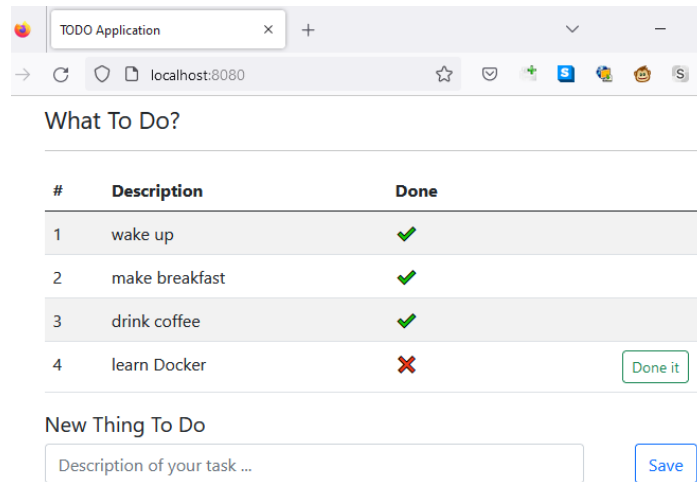 TODO Application
localhost:8080
S
S
What To Do?
# Description Done
1 wake up
2 make breakfast
3 drink coffee
4 learn Docker Done it
New Thing To Do
Description of your task ... Save